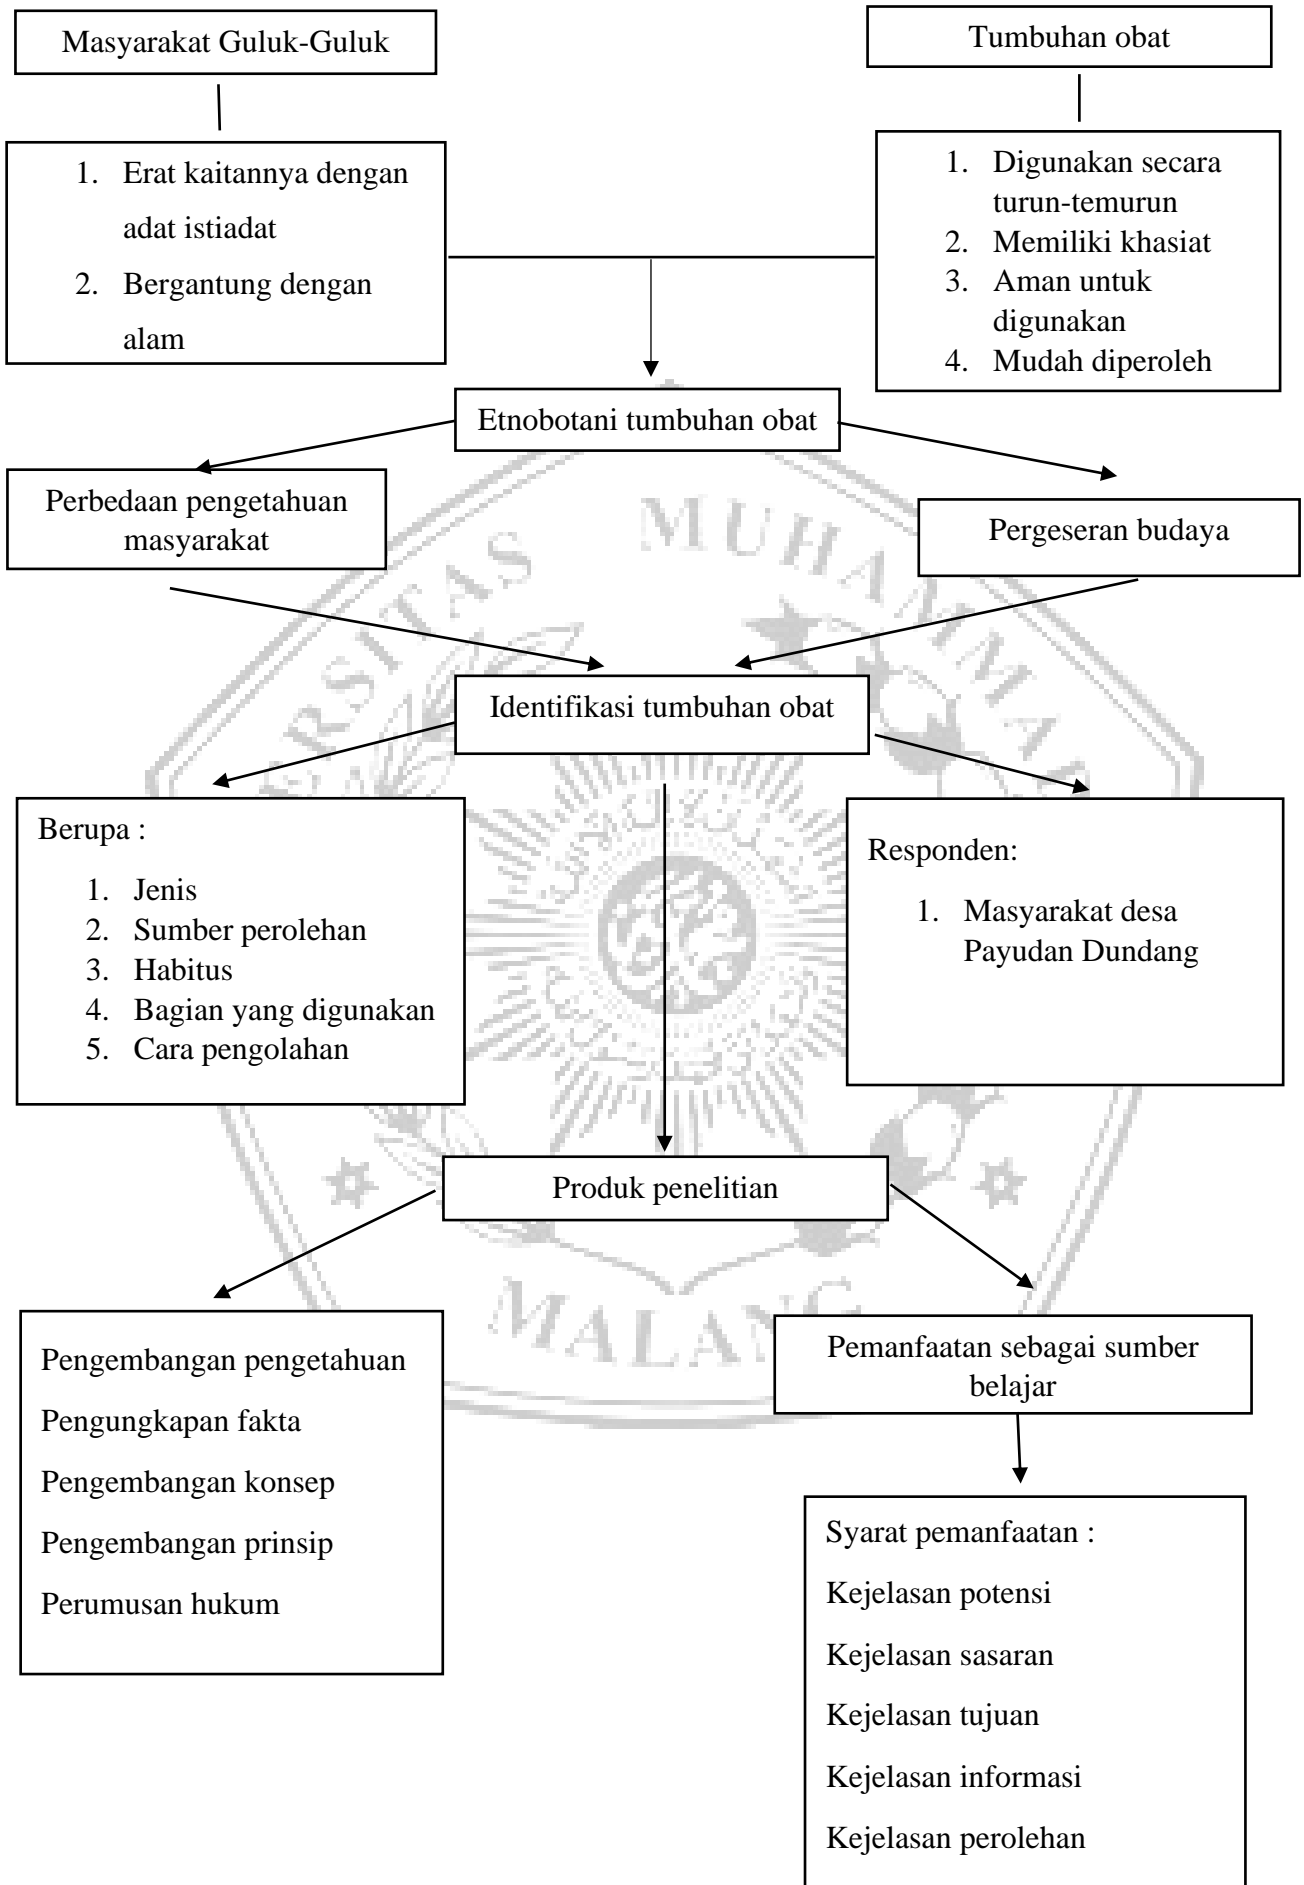 Masyarakat Guluk-Guluk
Tumbuhan obat
1. Erat kaitannya dengan
adat istiadat
2. Bergantung dengan
alam
1. Digunakan secara
turun-temurun
2. Memiliki khasiat
3. Aman untuk
digunakan
4. Mudah diperoleh
Etnobotani tumbuhan obat
Perbedaan pengetahuan
masyarakat
Pergeseran budaya
Identifikasi tumbuhan obat
Berupa :
1. Jenis
2. Sumber perolehan
3. Habitus
4. Bagian yang digunakan
5. Cara pengolahan
Responden:
1. Masyarakat desa
Payudan Dundang
Produk penelitian
Pengembangan pengetahuan
Pengungkapan fakta
Pengembangan konsep
Pengembangan prinsip
Perumusan hukum
Pemanfaatan sebagai sumber
belajar
Syarat pemanfaatan :
Kejelasan potensi
Kejelasan sasaran
Kejelasan tujuan
Kejelasan informasi
Kejelasan perolehan
MALANG